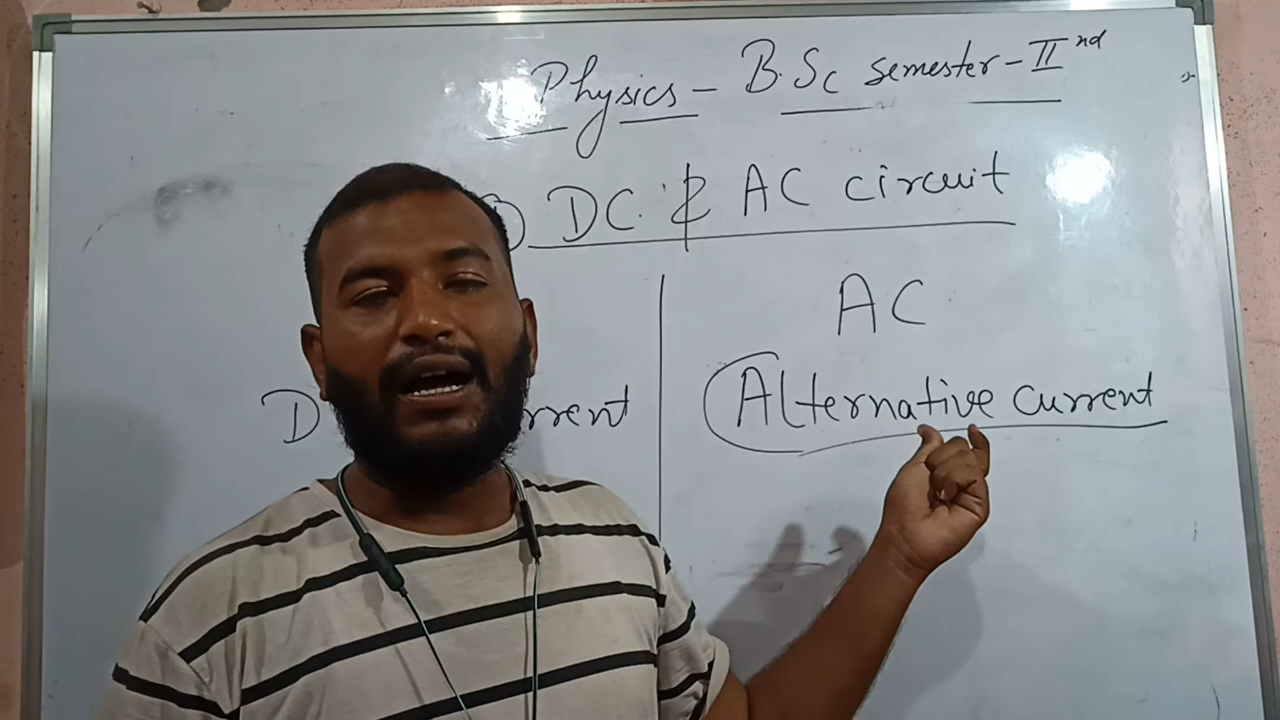 Physics - B.Sc semester - IInd
) DC & AC circuit
AC
D rrent
Alternative current